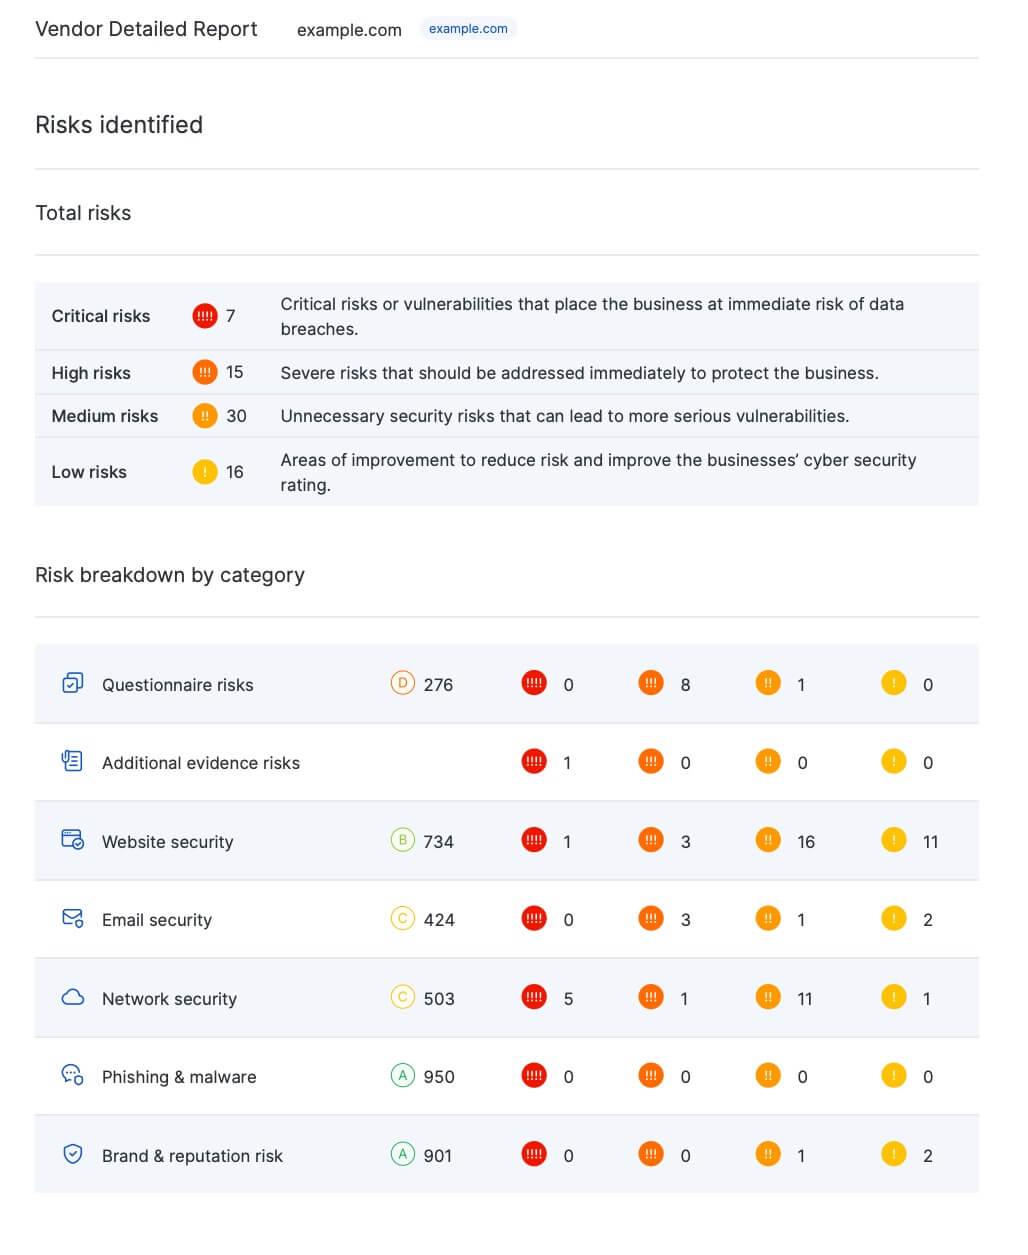 Vendor Detailed Report example.com example.com
Risks identified
Total risks
Critical risks !!!! 7 Critical risks or vulnerabilities that place the business at immediate risk of data
breaches.
High risks !!! 15 Severe risks that should be addressed immediately to protect the business.
Medium risks !! 30 Unnecessary security risks that can lead to more serious vulnerabilities.
Low risks ! 16 Areas of improvement to reduce risk and improve the businesses’ cyber security
rating.
Risk breakdown by category
Questionnaire risks D 276 !!!! 0 !!! 8 !! 1 ! 0
Additional evidence risks !!!! 1 !!! 0 !! 0 ! 0
Website security B 734 !!!! 1 !!! 3 !! 16 ! 11
Email security C 424 !!!! 0 !!! 3 !! 1 ! 2
Network security C 503 !!!! 5 !!! 1 !! 11 ! 1
Phishing & malware A 950 !!!! 0 !!! 0 !! 0 ! 0
Brand & reputation risk A 901 !!!! 0 !!! 0 !! 1 ! 2